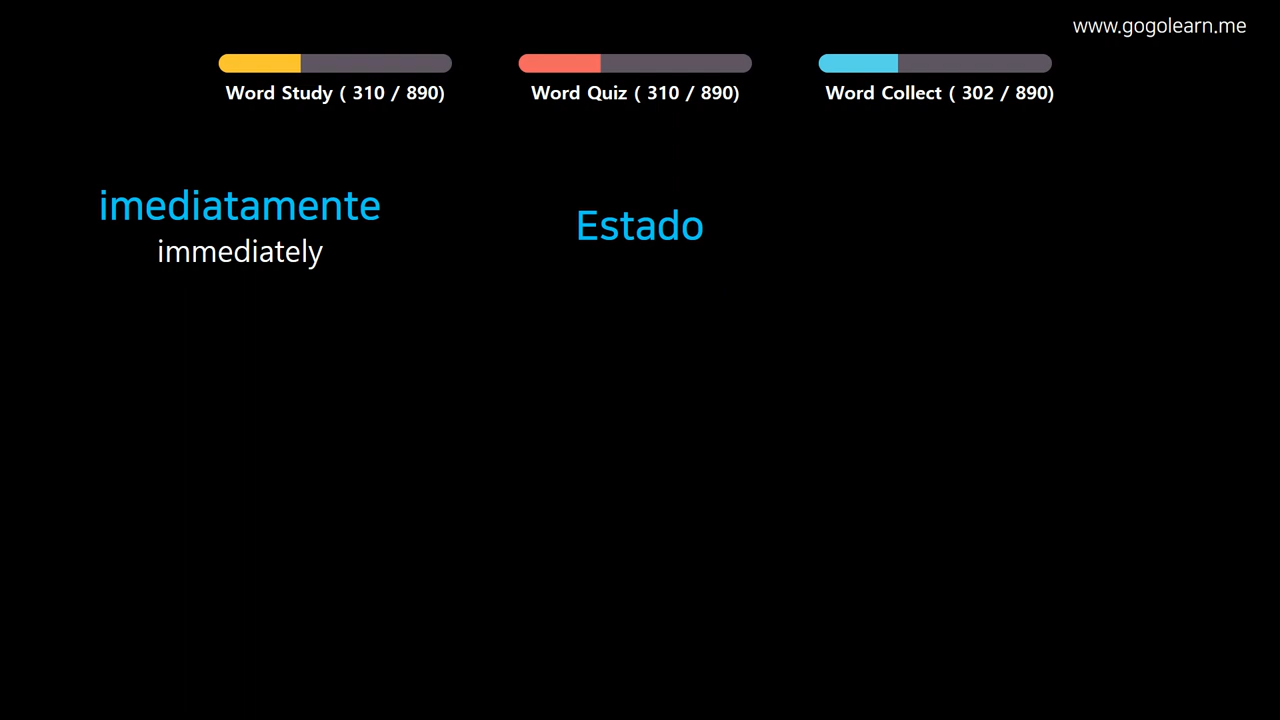 www.gogolearn.me
Word Study ( 310 / 890)
Word Quiz ( 310 / 890)
Word Collect ( 302 / 890)
imediatamente
immediately
Estado